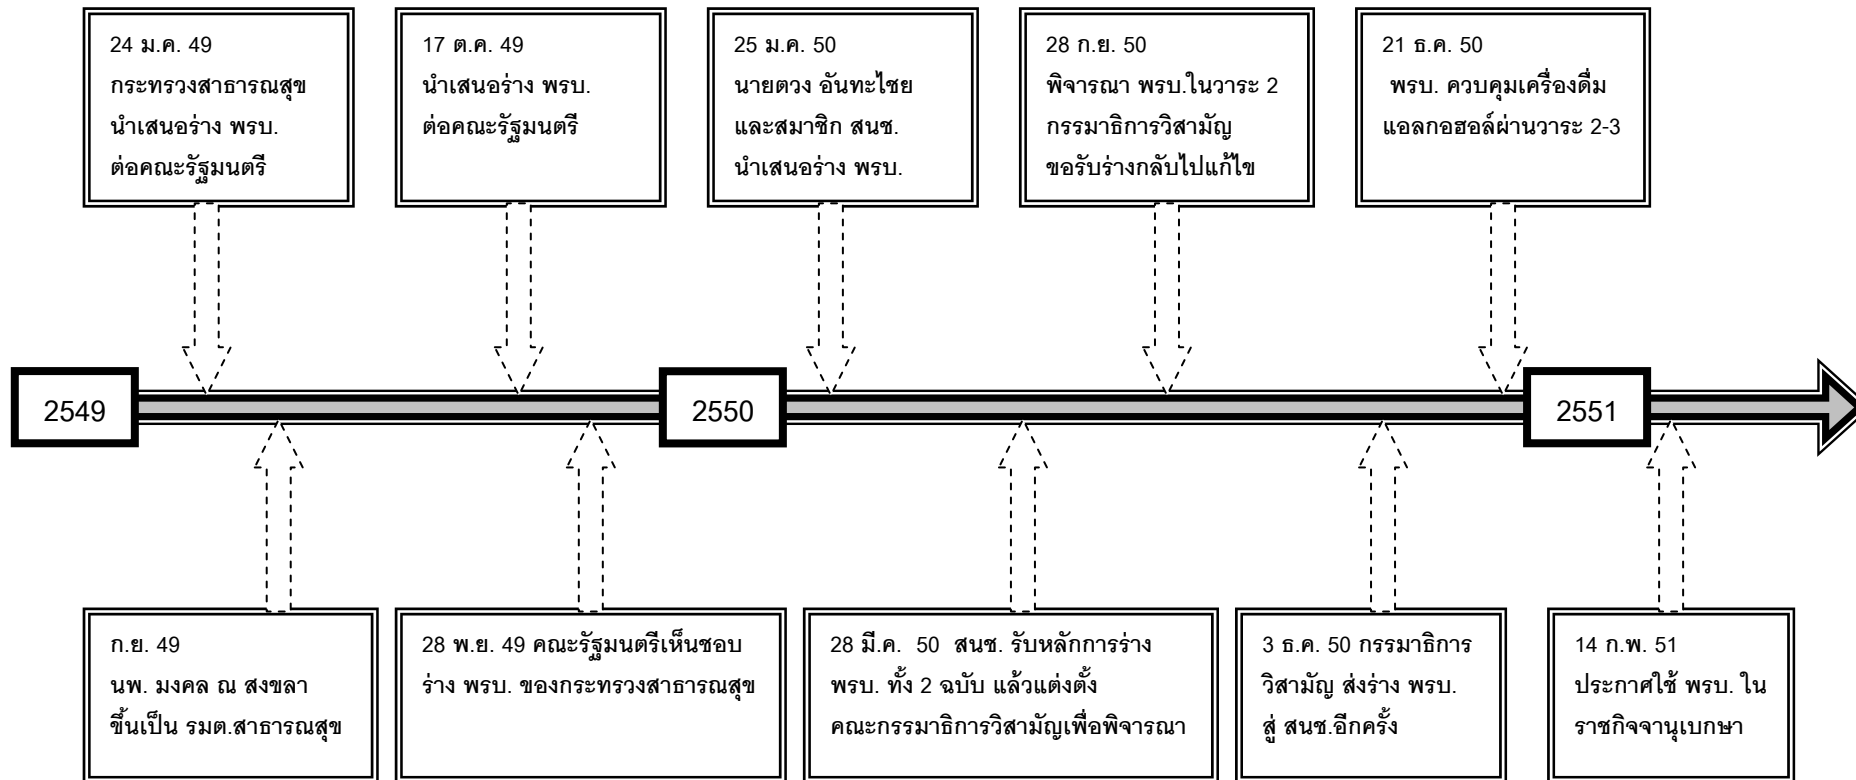 24 ม.ค. 49
กระทรวงสาธารณสุข
นำเสนอร่าง พรบ.
ต่อคณะรัฐมนตรี
17 ต.ค. 49
นำเสนอร่าง พรบ.
ต่อคณะรัฐมนตรี
25 ม.ค. 50
นายตวง อันทะไชย
และสมาชิก สนช.
นำเสนอร่าง พรบ.
28 ก.ย. 50
พิจารณา พรบ.ในวาระ 2
กรรมาธิการวิสามัญ
ขอรับร่างกลับไปแก้ไข
21 ธ.ค. 50
พรบ. ควบคุมเครื่องดื่ม
แอลกอฮอล์ผ่านวาระ 2-3
2549
2550
2551
ก.ย. 49
นพ. มงคล ณ สงขลา
ขึ้นเป็น รมต.สาธารณสุข
28 พ.ย. 49 คณะรัฐมนตรีเห็นชอบ
ร่าง พรบ. ของกระทรวงสาธารณสุข
28 มี.ค. 50 สนช. รับหลักการร่าง
พรบ. ทั้ง 2 ฉบับ แล้วแต่งตั้ง
คณะกรรมาธิการวิสามัญเพื่อพิจารณา
3 ธ.ค. 50 กรรมาธิการ
วิสามัญ ส่งร่าง พรบ.
สู่ สนช.อีกครั้ง
14 ก.พ. 51
ประกาศใช้ พรบ. ใน
ราชกิจจานุเบกษา